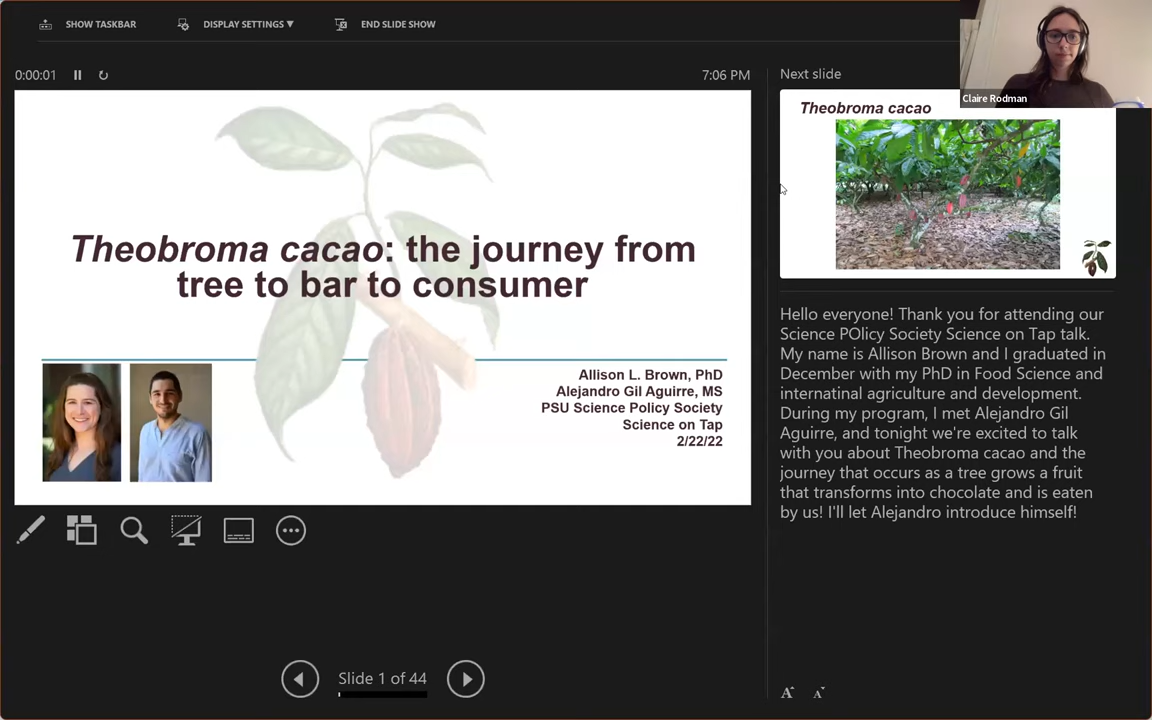 SHOW TASKBAR
DISPLAY SETTINGS ▼
END SLIDE SHOW
0:00:01
7:06 PM
Next slide
Claire Rodman
Theobroma cacao: the journey from
tree to bar to consumer
Allison L. Brown, PhD
Alejandro Gil Aguirre, MS
PSU Science Policy Society
Science on Tap
2/22/22
Theobroma cacao
Hello everyone! Thank you for attending our
Science POlicy Society Science on Tap talk.
My name is Allison Brown and I graduated in
December with my PhD in Food Science and
internatinal agriculture and development.
During my program, I met Alejandro Gil
Aguirre, and tonight we're excited to talk
with you about Theobroma cacao and the
journey that occurs as a tree grows a fruit
that transforms into chocolate and is eaten
by us! I'll let Alejandro introduce himself!
Slide 1 of 44
A A